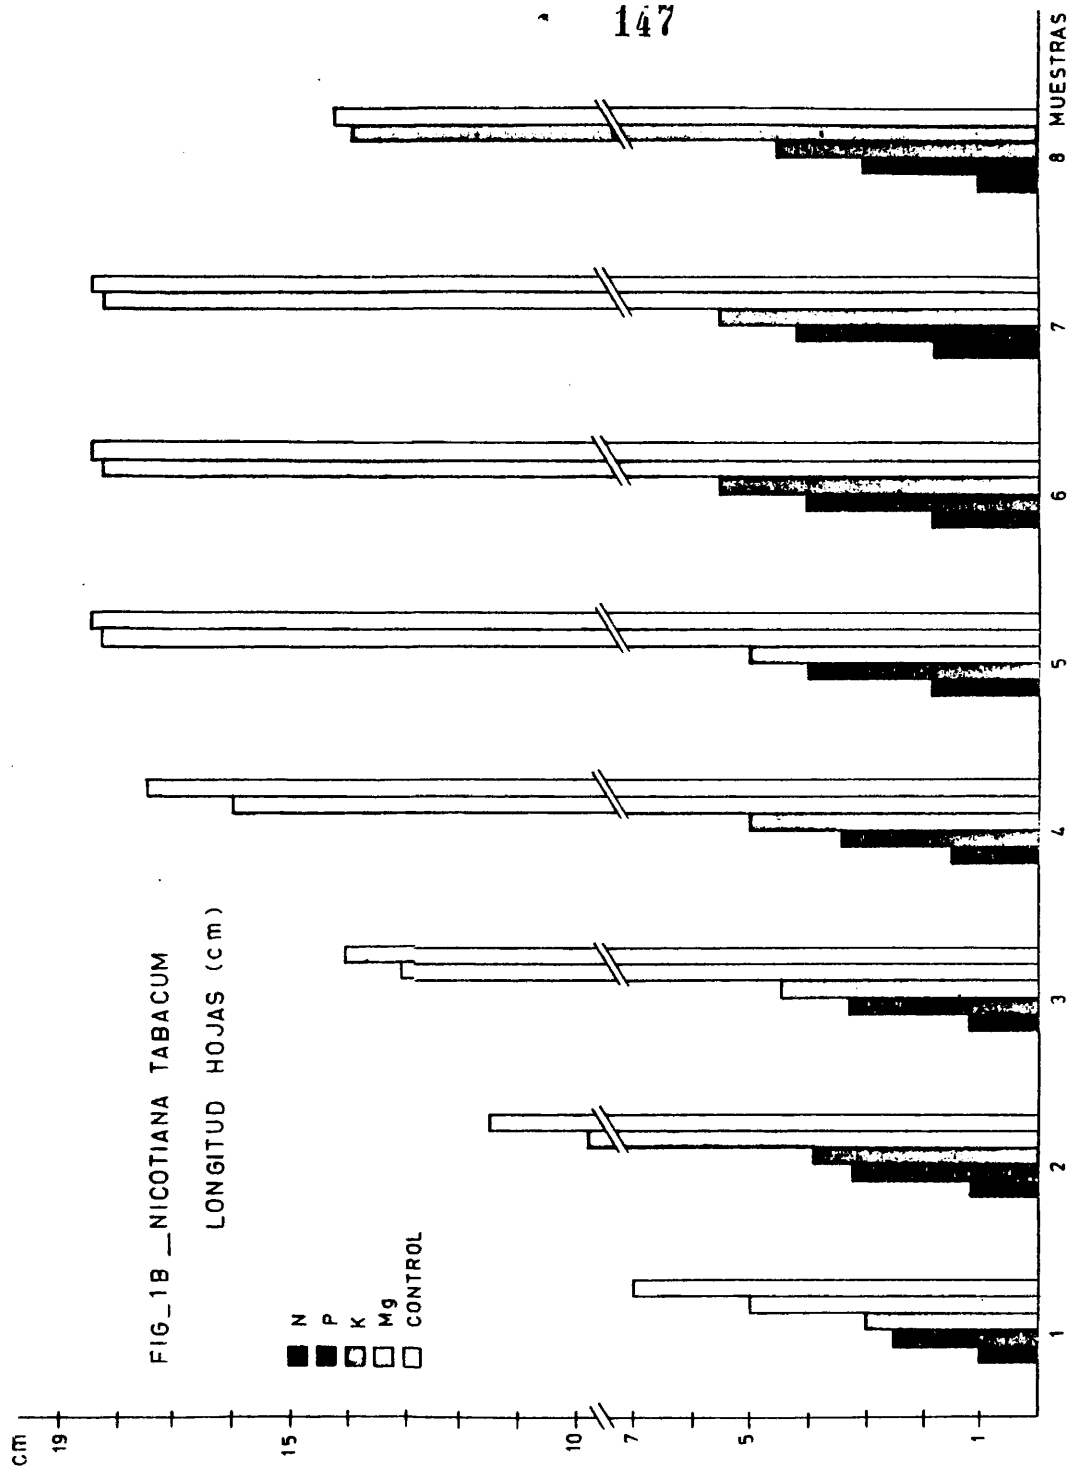 147
FIG_1B _NICOTIANA TABACUM
LONGITUD HOJAS (cm)
N
P
K
Mg
CONTROL
cm
19
15
10
7
5
1
1 2 3 4 5 6 7 8 MUESTRAS